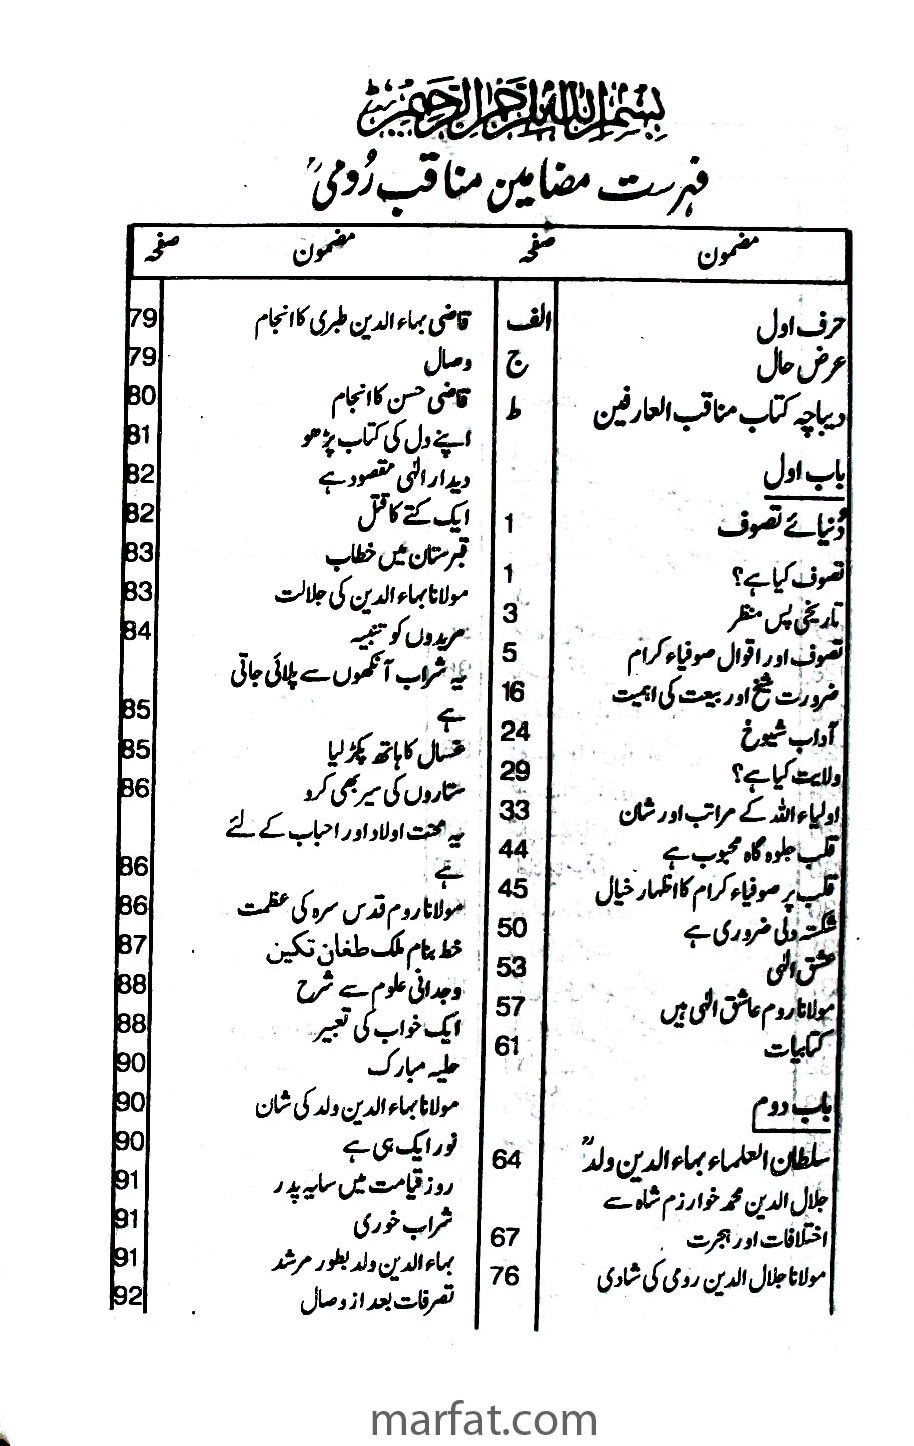 بسم الله الرحمن الرحيم
فہرست مضامین مناقب رُومیؒ
مضمون صفحہ
حرف اول الف
عرض حال ج
دیباچہ کتاب مناقب العارفین ط
باب اول
دُنیائے تصوف 1
تصوف کیا ہے؟ 1
تاریخی پس منظر 3
تصوف اور اقوال صوفیاء کرام 5
ضرورت شیخ اور بیعت کی اہمیت 16
آداب شیوخ 24
ولایت کیا ہے؟ 29
اولیاء اللہ کے مراتب اور شان 33
قلب جلوہ گاہ محبوب ہے 44
قلب پر صوفیاء کرام کا اظہار خیال 45
شکستہ دلی ضروری ہے 50
عشق الٰہی 53
مولانا روم عاشق الٰہی ہیں 57
کتابیات 61
باب دوم
سلطان العلماء بہاء الدین ولدؒ 64
جلال الدین محمد خوارزم شاہ سے
اختلافات اور ہجرت 67
مولانا جلال الدین رومی کی شادی 76
مضمون صفحہ
قاضی بہاء الدین طبری کا انجام 79
وصال 79
قاضی حسن کا انجام 80
اپنے دل کی کتاب پڑھو 81
دیدار الٰہی مقصود ہے 82
ایک کتے کا قتل 82
قبرستان میں خطاب 83
مولانا بہاء الدین کی جلالت 83
مریدوں کو تنبیہ 84
یہ شراب آنکھوں سے پلائی جاتی
ہے 85
غسال کا ہاتھ پکڑ لیا 85
ستاروں کی سیر بھی کرو 86
یہ محنت اولاد اور احباب کے لئے
ہے 86
مولانا روم قدس سرہ کی عظمت 86
خط بنام ملک طغان تکین 87
وجدانی علوم سے شرح 88
ایک خواب کی تعبیر 88
حلیہ مبارک 90
مولانا بہاء الدین ولد کی شان 90
نور ایک ہی ہے 90
روز قیامت میں سایہ پدر 91
شراب خوری 91
بہاء الدین ولد بطور مرشد 91
تصرفات بعد از وصال 92
marfat.com